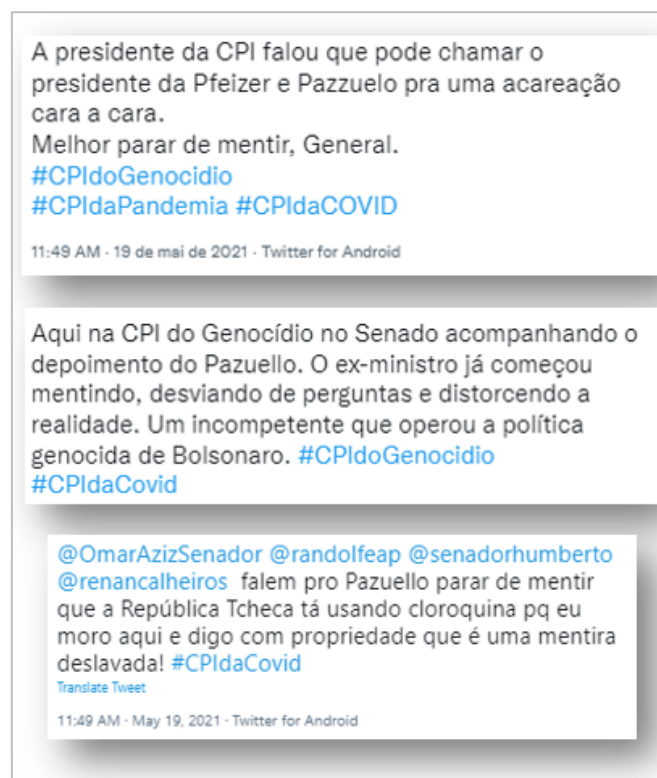 A presidente da CPI falou que pode chamar o
presidente da Pfeizer e Pazzuelo pra uma acareação
cara a cara.
Melhor parar de mentir, General.
#CPIdoGenocidio
#CPIdaPandemia #CPIdaCOVID
11:49 AM · 19 de mai de 2021 · Twitter for Android
Aqui na CPI do Genocídio no Senado acompanhando o
depoimento do Pazuello. O ex-ministro já começou
mentindo, desviando de perguntas e distorcendo a
realidade. Um incompetente que operou a política
genocida de Bolsonaro. #CPIdoGenocidio
#CPIdaCovid
@OmarAzizSenador @randolfeap @senadorhumberto
@renancalheiros falem pro Pazuello parar de mentir
que a República Tcheca tá usando cloroquina pq eu
moro aqui e digo com propriedade que é uma mentira
deslavada! #CPIdaCovid
Translate Tweet
11:49 AM · May 19, 2021 · Twitter for Android